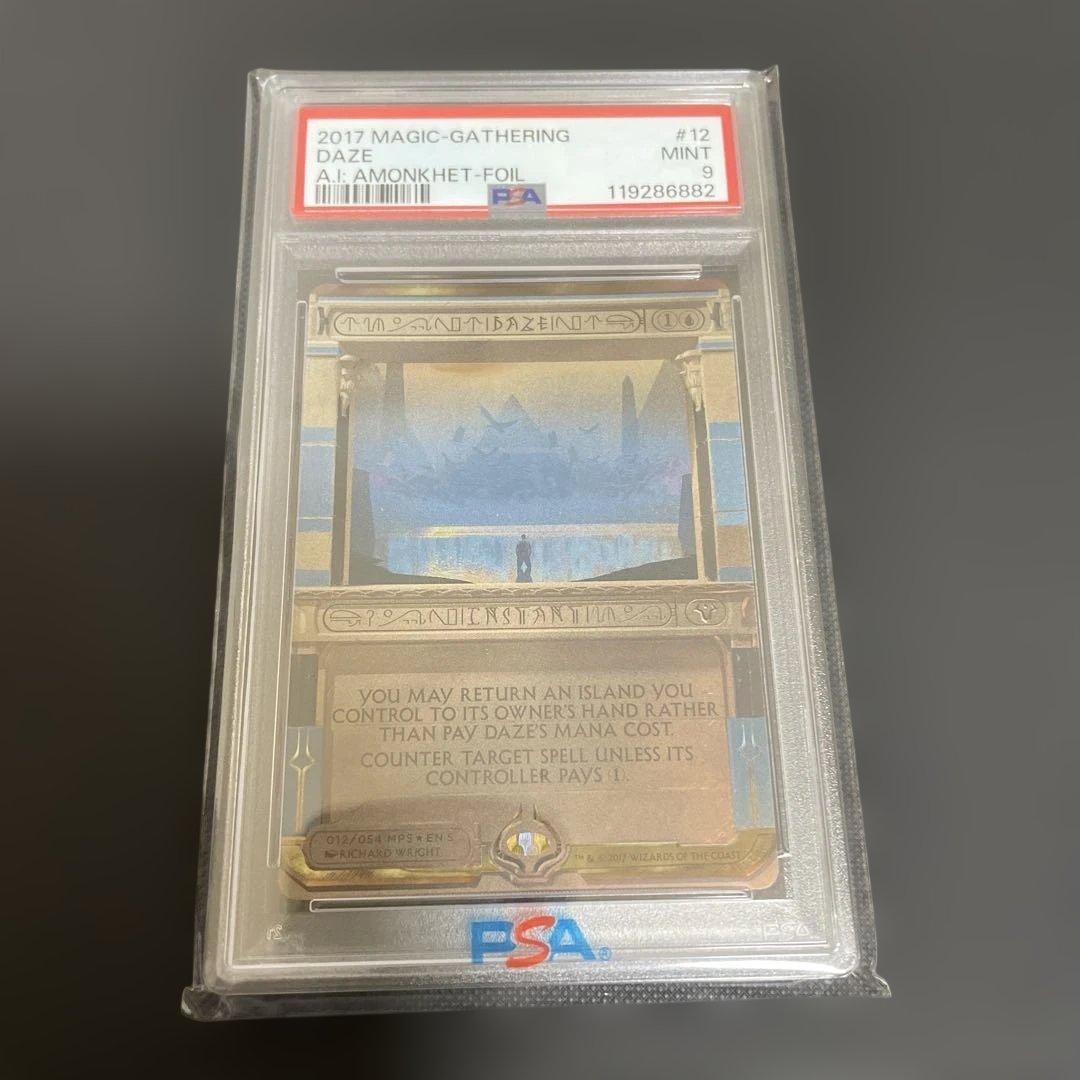 2017 MAGIC-GATHERING #12
DAZE MINT
A.I: AMONKHET-FOIL 9
PSA 119286882
DAZE 1
INSTANT
YOU MAY RETURN AN ISLAND YOU
CONTROL TO ITS OWNER'S HAND RATHER
THAN PAY DAZE'S MANA COST.
COUNTER TARGET SPELL UNLESS ITS
CONTROLLER PAYS (1).
012/054 MPS★EN S
RICHARD WRIGHT
™ & © 2017 WIZARDS OF THE COAST
PSA®